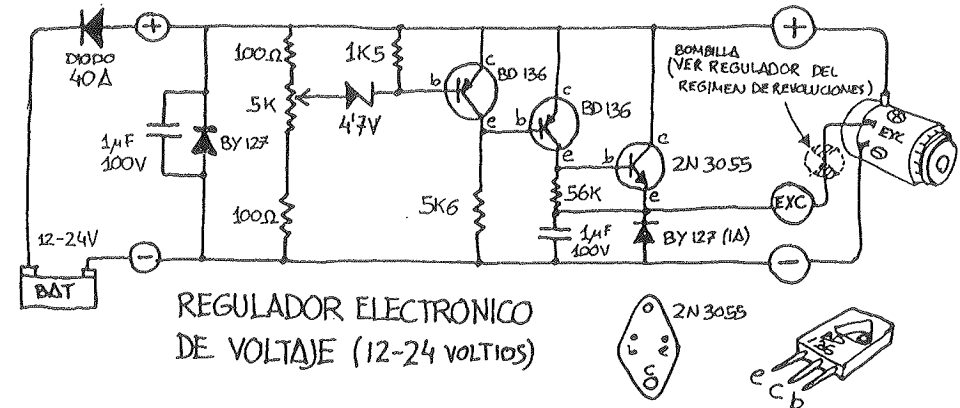 DIODO
40A
+
1µF
100V
BY127
100Ω
5K
100Ω
4'7V
1K5
b
c
BD136
e
5K6
b
c
BD136
e
56K
1µF
100V
b
c
2N3055
e
BY127 (1A)
+
BOMBILLA
(VER REGULADOR DEL
REGIMEN DE REVOLUCIONES)
EXC
-
+
EXC
-
12-24V
BAT
-
REGULADOR ELECTRONICO
DE VOLTAJE (12-24 VOLTIOS)
2N3055
b
e
c
e
c
b